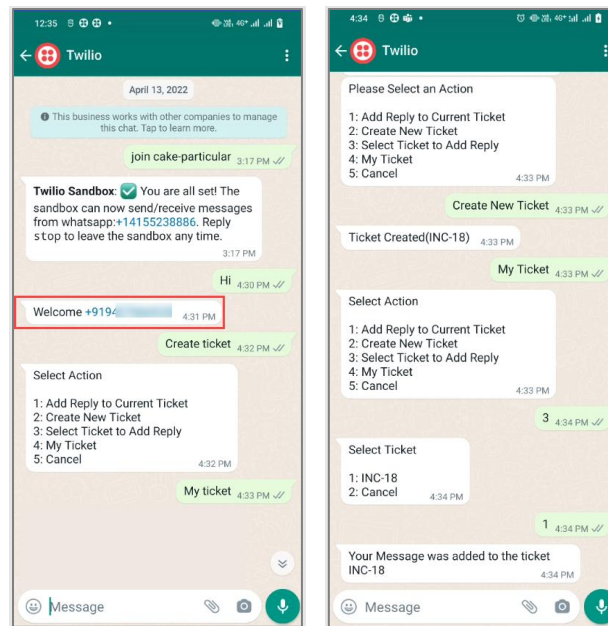 12:35
Twilio
April 13, 2022
This business works with other companies to manage
this chat. Tap to learn more.
join cake-particular 3:17 PM
Twilio Sandbox: ✅ You are all set! The
sandbox can now send/receive messages
from whatsapp:+14155238886. Reply
stop to leave the sandbox any time.
3:17 PM
Hi 4:30 PM
Welcome +919 4:31 PM
Create ticket 4:32 PM
Select Action
1: Add Reply to Current Ticket
2: Create New Ticket
3: Select Ticket to Add Reply
4: My Ticket
5: Cancel
4:32 PM
My ticket 4:33 PM
Message
4:34
Twilio
Please Select an Action
1: Add Reply to Current Ticket
2: Create New Ticket
3: Select Ticket to Add Reply
4: My Ticket
5: Cancel
4:33 PM
Create New Ticket 4:33 PM
Ticket Created(INC-18) 4:33 PM
My Ticket 4:33 PM
Select Action
1: Add Reply to Current Ticket
2: Create New Ticket
3: Select Ticket to Add Reply
4: My Ticket
5: Cancel
4:33 PM
3 4:34 PM
Select Ticket
1: INC-18
2: Cancel
4:34 PM
1 4:34 PM
Your Message was added to the ticket
INC-18
4:34 PM
Message